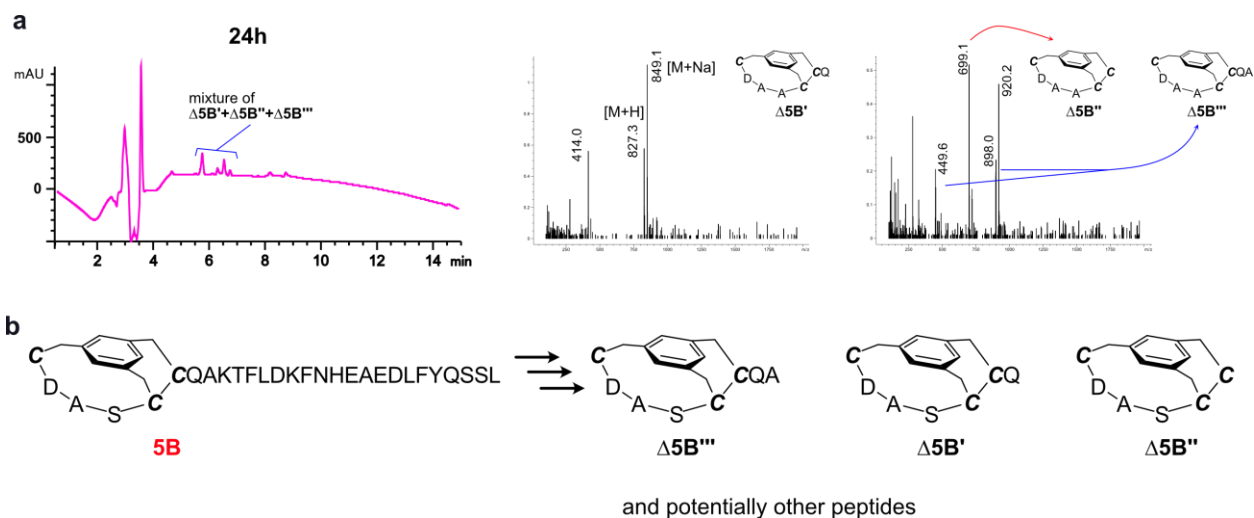 a
24h
mAU
500
0
mixture of
Δ5B'+Δ5B"+Δ5B'''
2 4 6 8 10 12 14 min
414.0
827.3
[M+H]
849.1
[M+Na]
C D A A C CQ
Δ5B'
449.6
699.1
898.0
920.2
C D A A C C
Δ5B"
C D A A C CQA
Δ5B'''
b
C D A S C CQAKTFLDKFNHEAEDLFYQSSL
5B
C D A S C CQA
Δ5B'''
C D A S C CQ
Δ5B'
C D A S C C
Δ5B"
and potentially other peptides